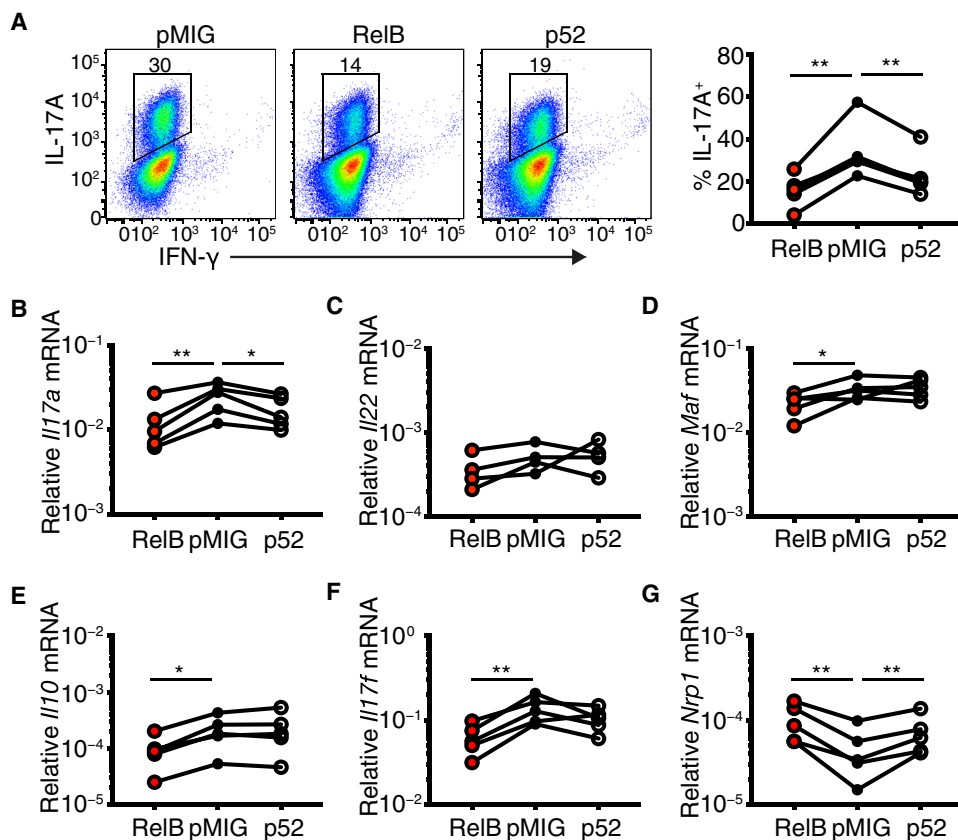 A
pMIG
RelB
p52
IL-17A
10⁵
10⁴
10³
10²
0
30
14
19
0 10² 10³ 10⁴ 10⁵
0 10² 10³ 10⁴ 10⁵
0 10² 10³ 10⁴ 10⁵
IFN-γ
% IL-17A⁺
80
60
40
20
0
** **
RelB pMIG p52
B
Relative Il17a mRNA
10⁻¹
10⁻²
10⁻³
** *
RelB pMIG p52
C
Relative Il22 mRNA
10⁻²
10⁻³
10⁻⁴
RelB pMIG p52
D
Relative Maf mRNA
10⁻¹
10⁻²
10⁻³
*
RelB pMIG p52
E
Relative Il10 mRNA
10⁻²
10⁻³
10⁻⁴
10⁻⁵
*
RelB pMIG p52
F
Relative Il17f mRNA
10⁰
10⁻¹
10⁻²
**
RelB pMIG p52
G
Relative Nrp1 mRNA
10⁻³
10⁻⁴
10⁻⁵
** **
RelB pMIG p52